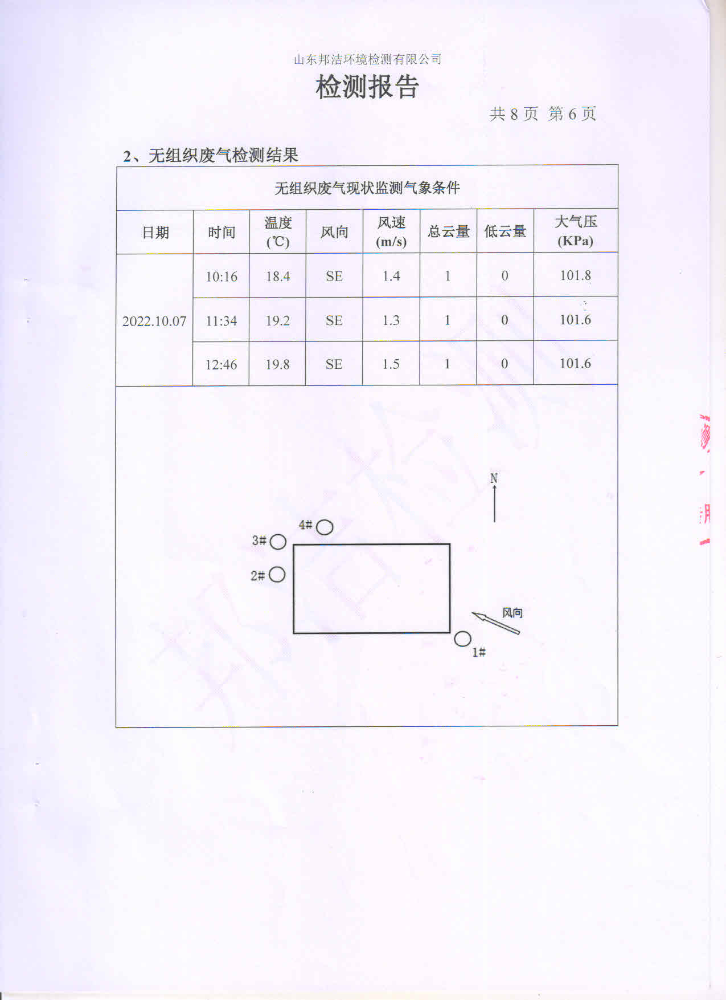 山东邦洁环境检测有限公司
检测报告
共 8 页 第 6 页
2、无组织废气检测结果
无组织废气现状监测气象条件
日期 时间 温度(℃) 风向 风速(m/s) 总云量 低云量 大气压(KPa)
2022.10.07 10:16 18.4 SE 1.4 1 0 101.8
11:34 19.2 SE 1.3 1 0 101.6
12:46 19.8 SE 1.5 1 0 101.6
N
4#
3#
2#
风向
1#
邦洁检测